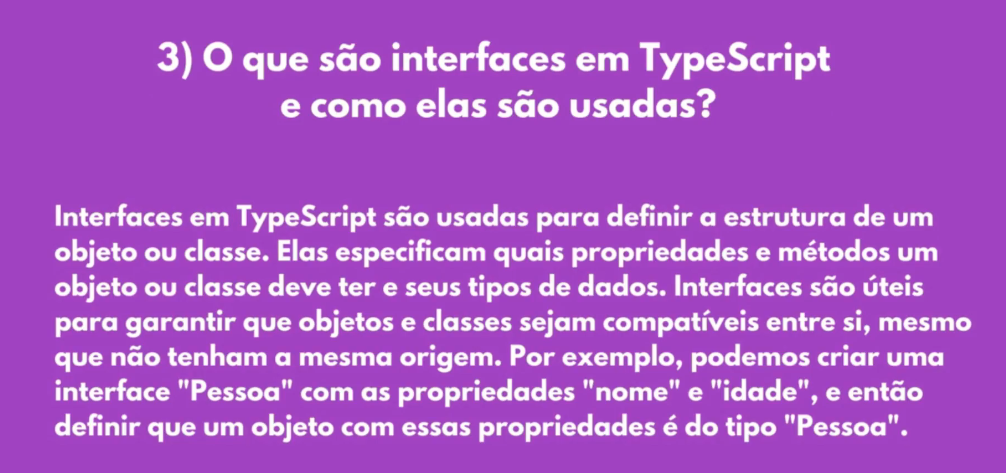 3) O que são interfaces em TypeScript
e como elas são usadas?
Interfaces em TypeScript são usadas para definir a estrutura de um
objeto ou classe. Elas especificam quais propriedades e métodos um
objeto ou classe deve ter e seus tipos de dados. Interfaces são úteis
para garantir que objetos e classes sejam compatíveis entre si, mesmo
que não tenham a mesma origem. Por exemplo, podemos criar uma
interface "Pessoa" com as propriedades "nome" e "idade", e então
definir que um objeto com essas propriedades é do tipo "Pessoa".